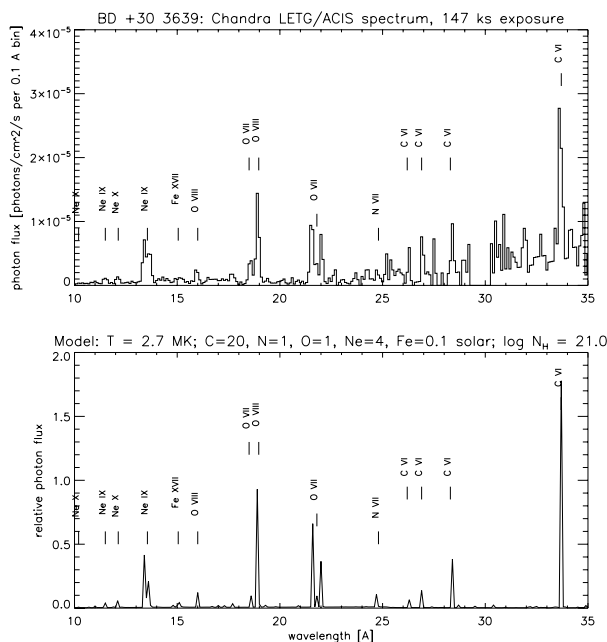 BD +30 3639: Chandra LETG/ACIS spectrum, 147 ks exposure
photon flux [photons/cm^2/s per 0.1 A bin]
4×10⁻⁵
3×10⁻⁵
2×10⁻⁵
1×10⁻⁵
0
Ne XI
Ne IX
Ne X
Ne IX
Fe XVII
O VIII
O VII
O VIII
O VII
N VII
C VI
C VI
C VI
C VI
10 15 20 25 30 35
Model: T = 2.7 MK; C=20, N=1, O=1, Ne=4, Fe=0.1 solar; log N_H = 21.0
relative photon flux
2.0
1.5
1.0
0.5
0.0
Ne XI
Ne IX
Ne X
Ne IX
Fe XVII
O VIII
O VII
O VIII
O VII
N VII
C VI
C VI
C VI
C VI
10 15 20 25 30 35
wavelength [A]